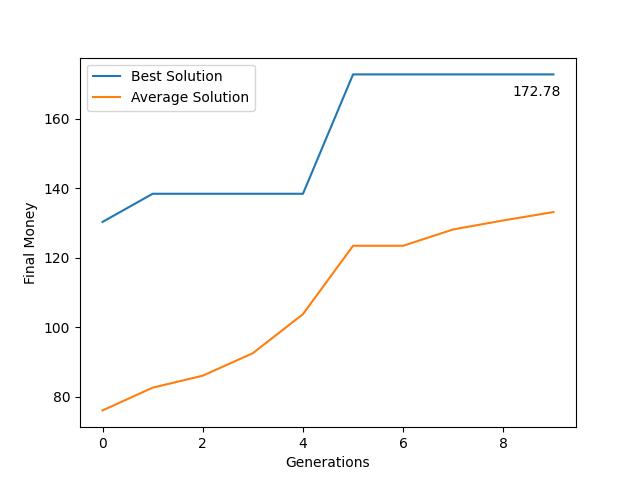 Best Solution
Average Solution
172.78
Final Money
160
140
120
100
80
0 2 4 6 8
Generations